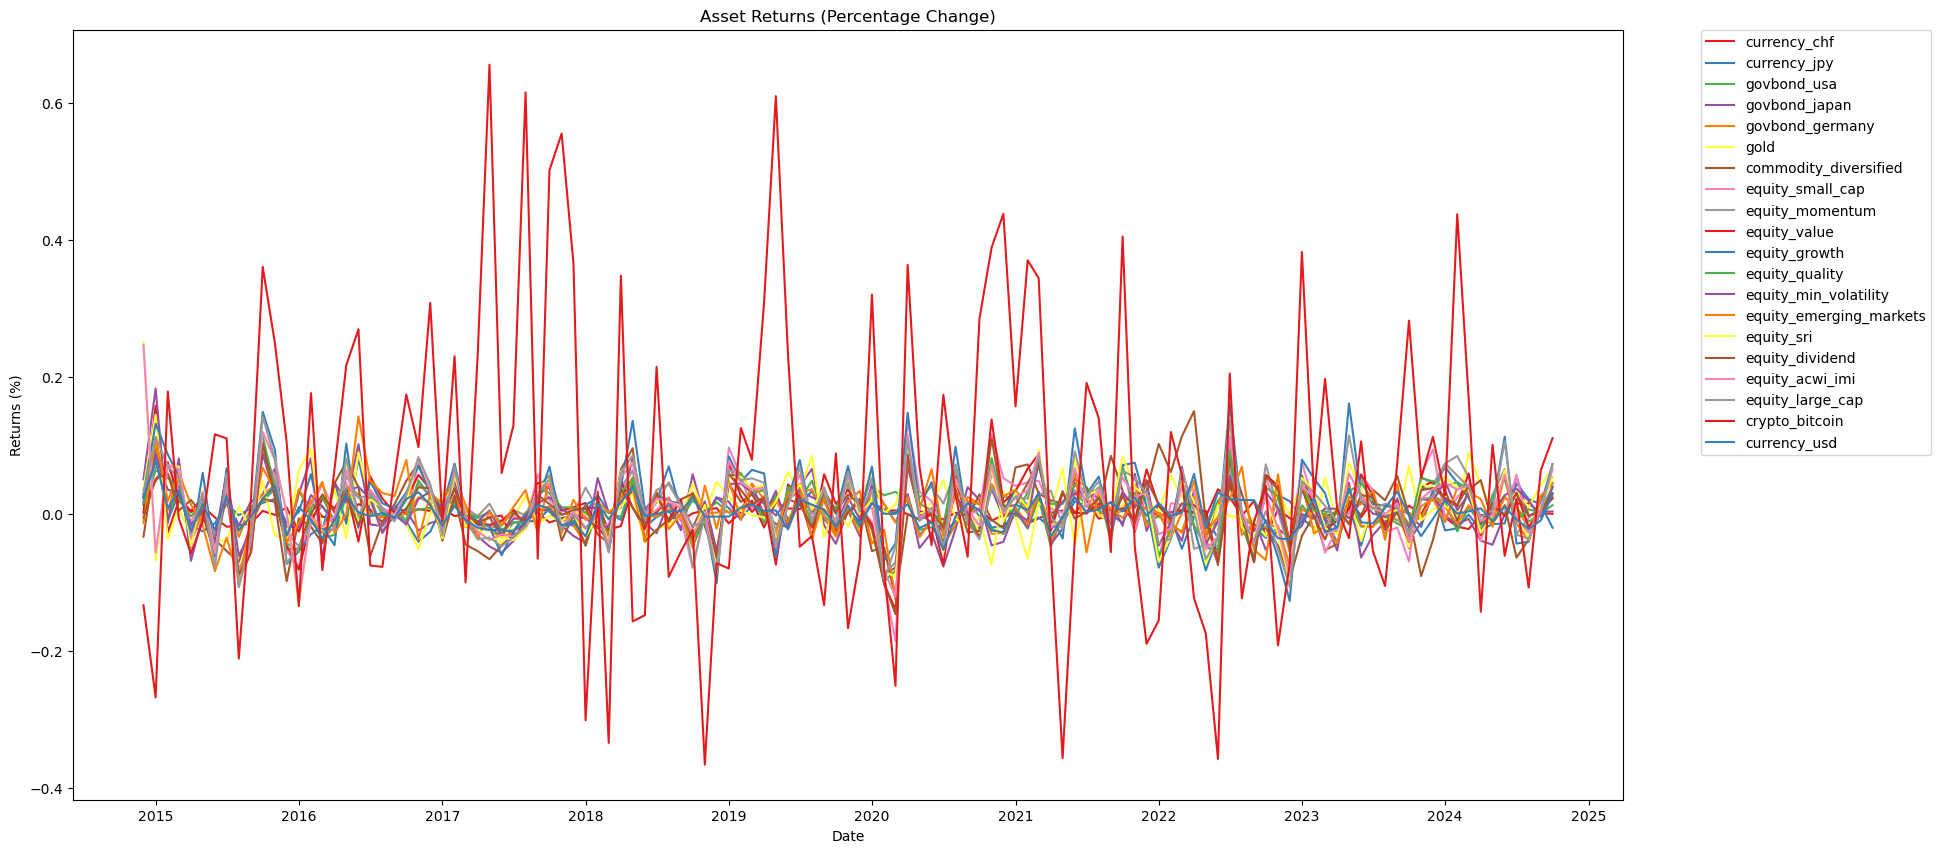 Asset Returns (Percentage Change)
Returns (%)
0.6
0.4
0.2
0.0
−0.2
−0.4
2015
2016
2017
2018
2019
2020
2021
2022
2023
2024
2025
Date
currency_chf
currency_jpy
govbond_usa
govbond_japan
govbond_germany
gold
commodity_diversified
equity_small_cap
equity_momentum
equity_value
equity_growth
equity_quality
equity_min_volatility
equity_emerging_markets
equity_sri
equity_dividend
equity_acwi_imi
equity_large_cap
crypto_bitcoin
currency_usd